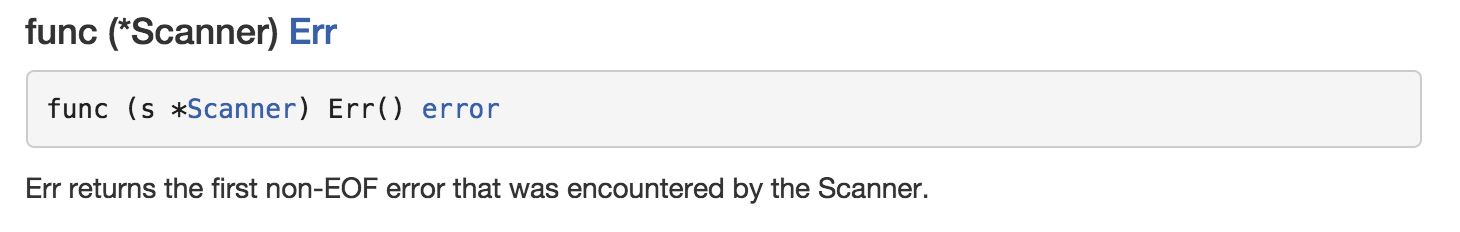 func (*Scanner) Err
func (s *Scanner) Err() error
Err returns the first non-EOF error that was encountered by the Scanner.